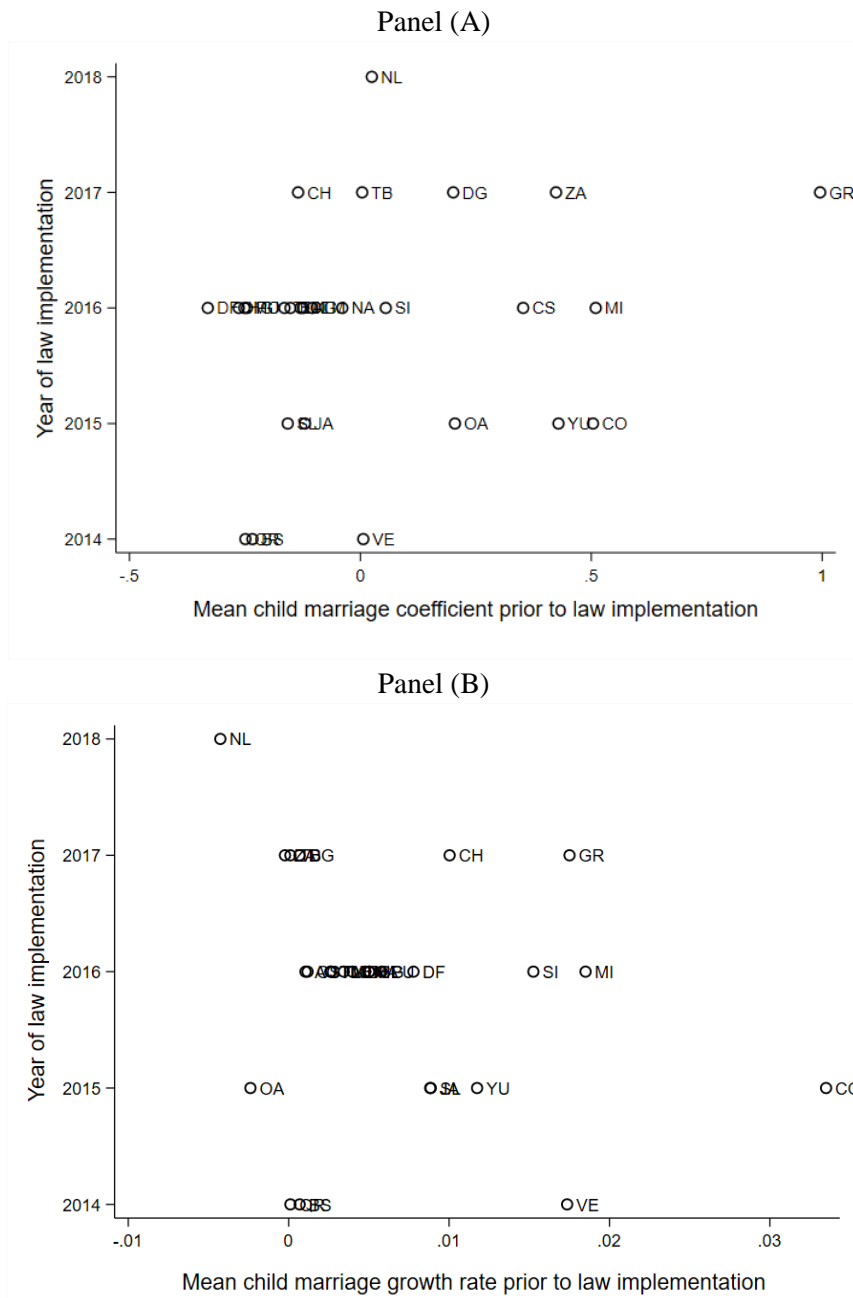 Panel (A)
Year of law implementation
2018
NL
2017
CH TB DG ZA GR
2016
NA SI CS MI
2015
SL JA OA YU CO
2014
VE
-.5 0 .5 1
Mean child marriage coefficient prior to law implementation
Panel (B)
Year of law implementation
2018
NL
2017
CH GR
2016
DF SI MI
2015
OA YU
2014
VE
-.01 0 .01 .02 .03
Mean child marriage growth rate prior to law implementation